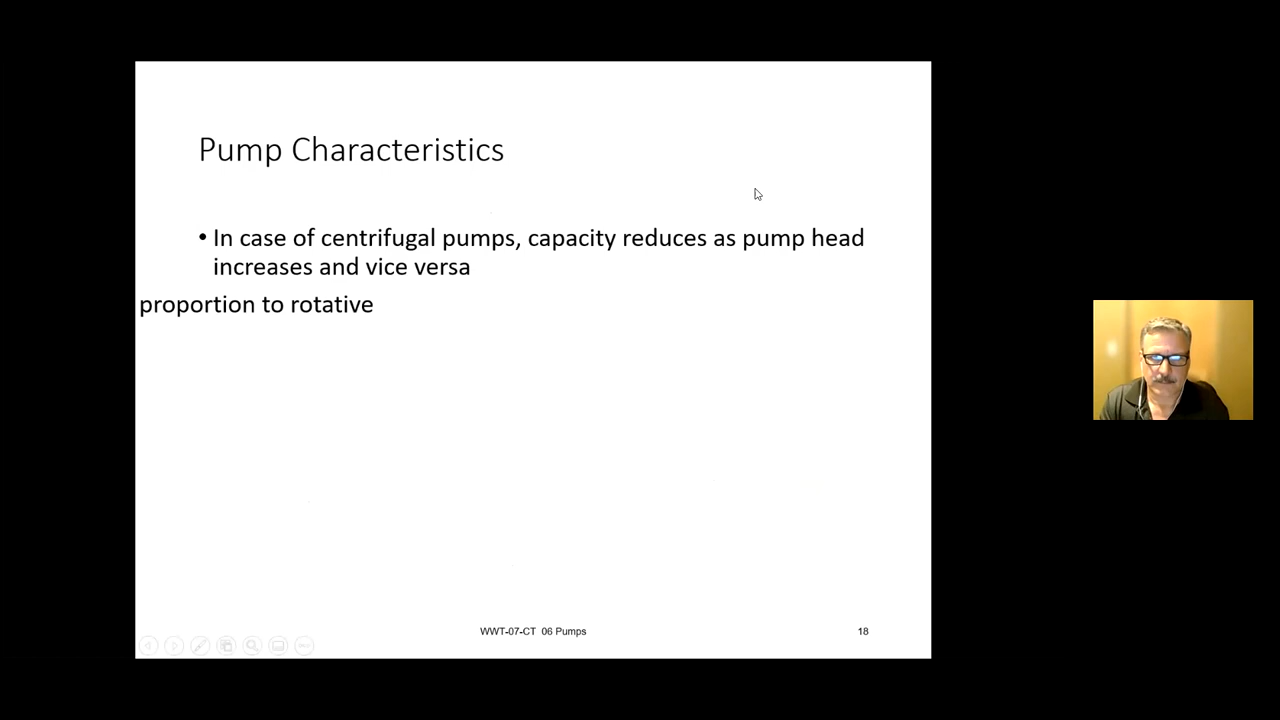 Pump Characteristics
• In case of centrifugal pumps, capacity reduces as pump head
increases and vice versa
proportion to rotative
WWT-07-CT 06 Pumps
18